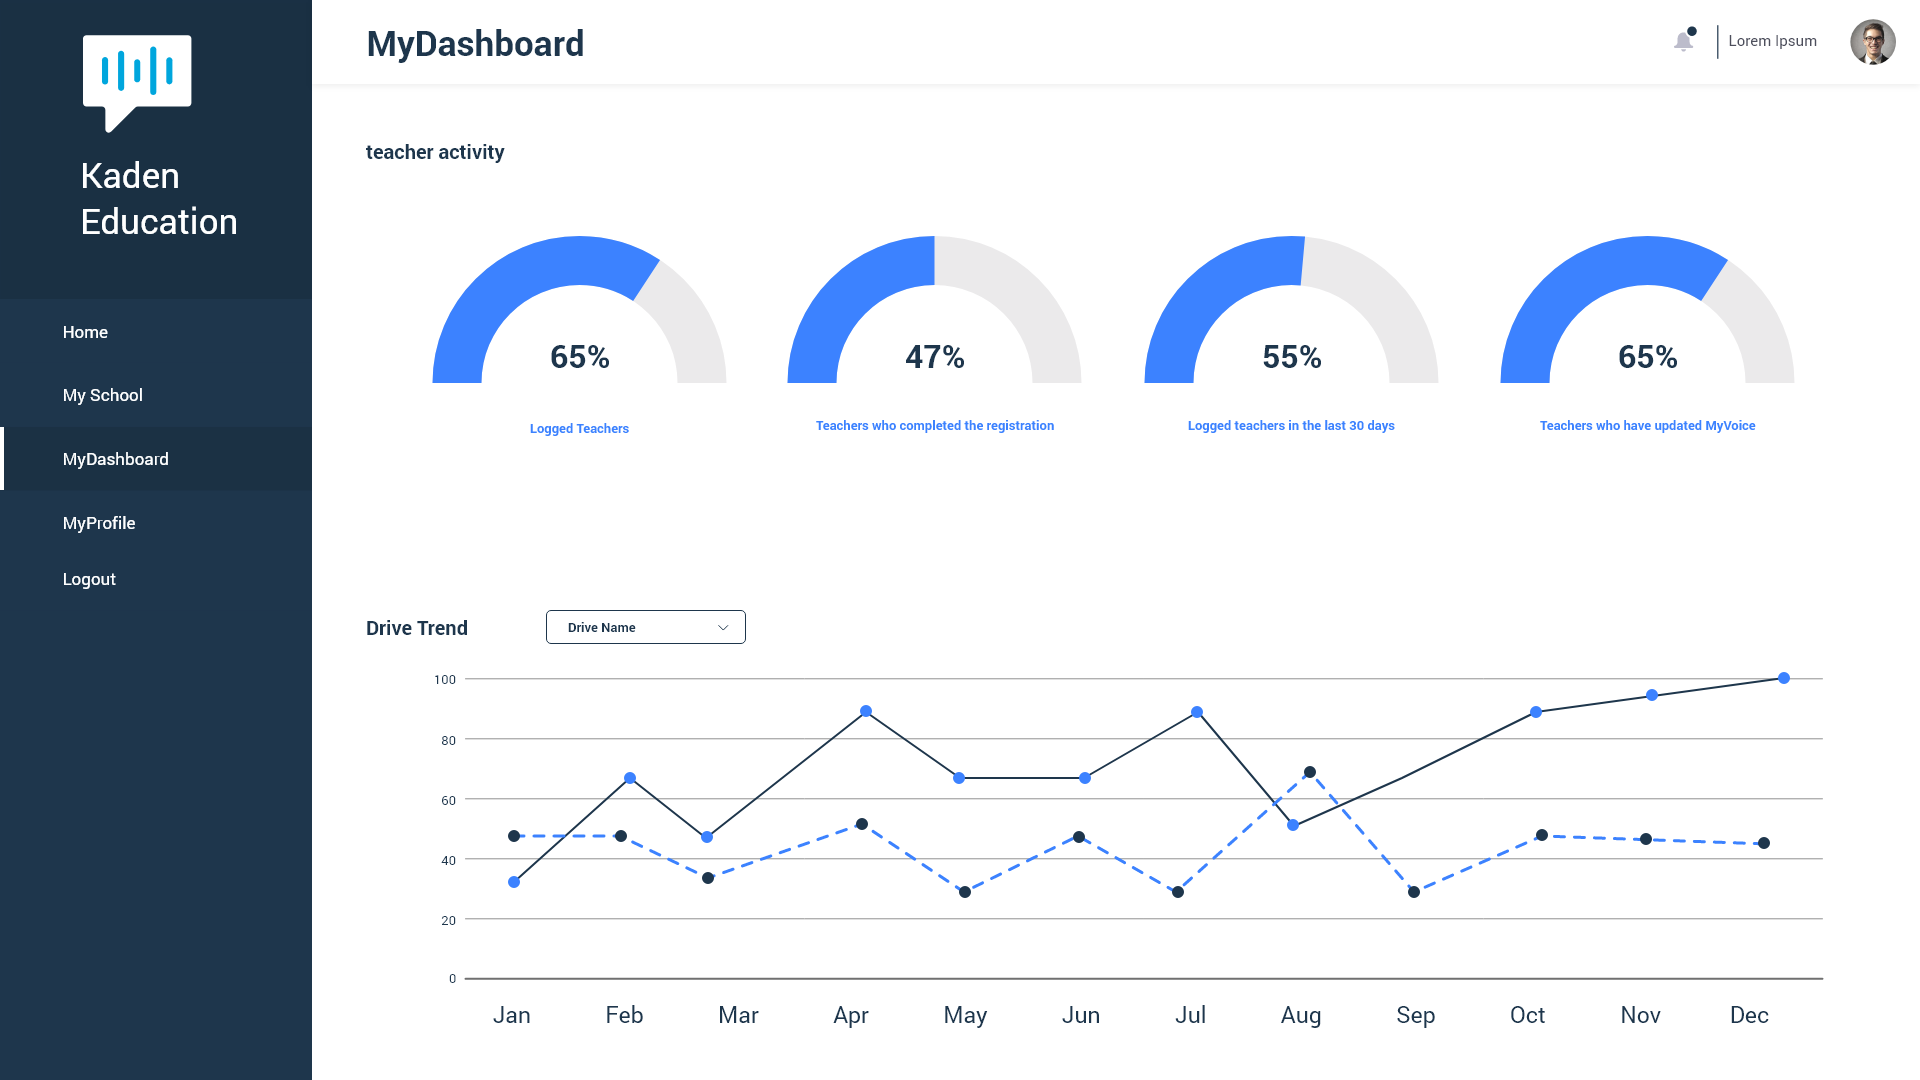 Kaden
Education
Home
My School
MyDashboard
MyProfile
Logout
MyDashboard
Lorem Ipsum
teacher activity
65%
47%
55%
65%
Logged Teachers
Teachers who completed the registration
Logged teachers in the last 30 days
Teachers who have updated MyVoice
Drive Trend
Drive Name
100
80
60
40
20
0
Jan Feb Mar Apr May Jun Jul Aug Sep Oct Nov Dec